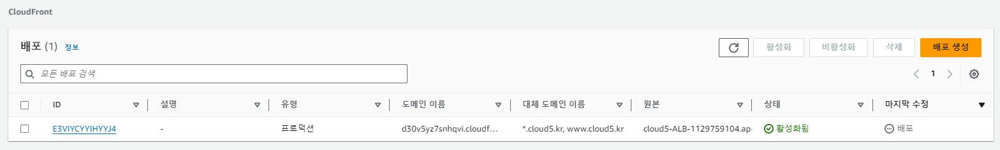 CloudFront
배포 (1) 정보
활성화 비활성화 삭제 배포 생성
모든 배포 검색
1
ID 설명 유형 도메인 이름 대체 도메인 이름 원본 상태 마지막 수정
E3VIYCYYIHYYJ4 - 프로덕션 d30v5yz7snhqvi.cloudf... *.cloud5.kr, www.cloud5.kr cloud5-ALB-1129759104.ap- 활성화됨 배포